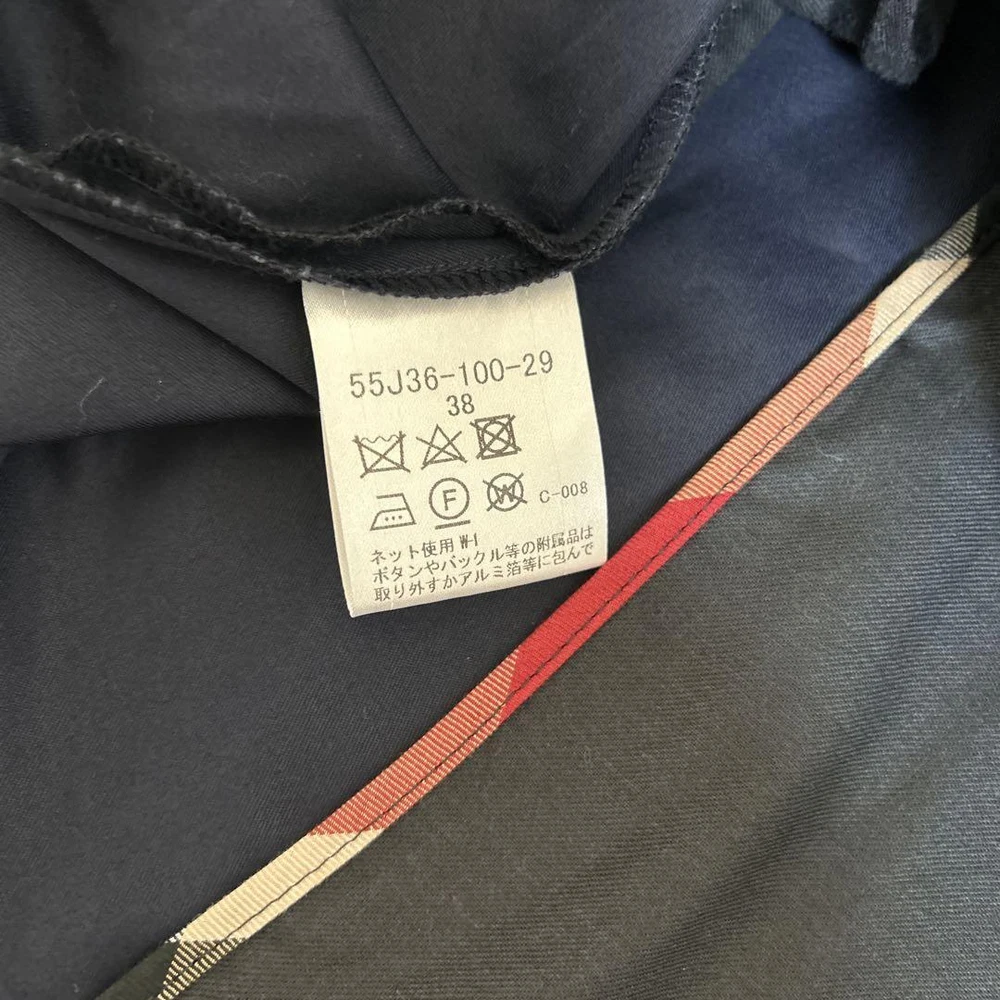 55J36-100-29
38
F W C-008
ネット使用 W-I
ボタンやバックル等の附属品は
取り外すかアルミ箔等に包んで